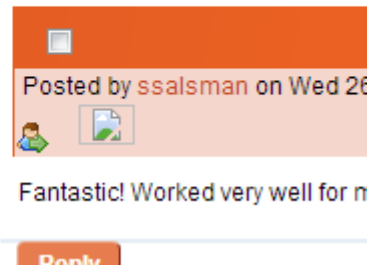 Posted by ssalsman on Wed 26
Fantastic! Worked very well for m
Reply